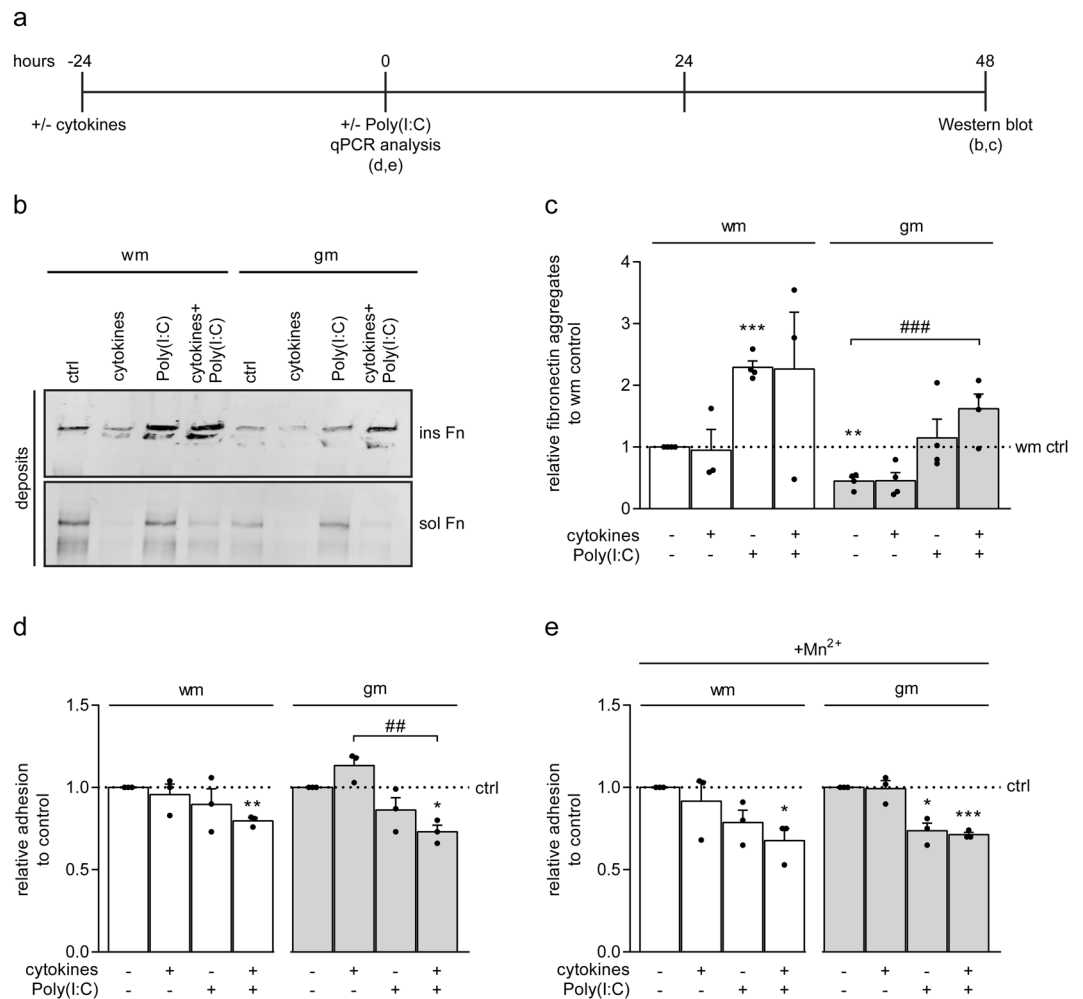 a
hours -24 0 24 48
+/- cytokines +/- Poly(I:C) Western blot
qPCR analysis (b,c)
(d,e)
b
wm gm
ctrl
cytokines
Poly(I:C)
cytokines+
Poly(I:C)
ctrl
cytokines
Poly(I:C)
cytokines+
Poly(I:C)
deposits
ins Fn
sol Fn
c
wm gm
relative fibronectin aggregates
to wm control
4
3
2
1
0
***
**
###
wm ctrl
cytokines - + - + - + - +
Poly(I:C) - - + + - - + +
d
wm gm
relative adhesion
to control
1.5
1.0
0.5
0.0
**
##
*
ctrl
cytokines - + - + - + - +
Poly(I:C) - - + + - - + +
e
+Mn2+
wm gm
relative adhesion
to control
1.5
1.0
0.5
0.0
*
*
***
ctrl
cytokines - + - + - + - +
Poly(I:C) - - + + - - + +